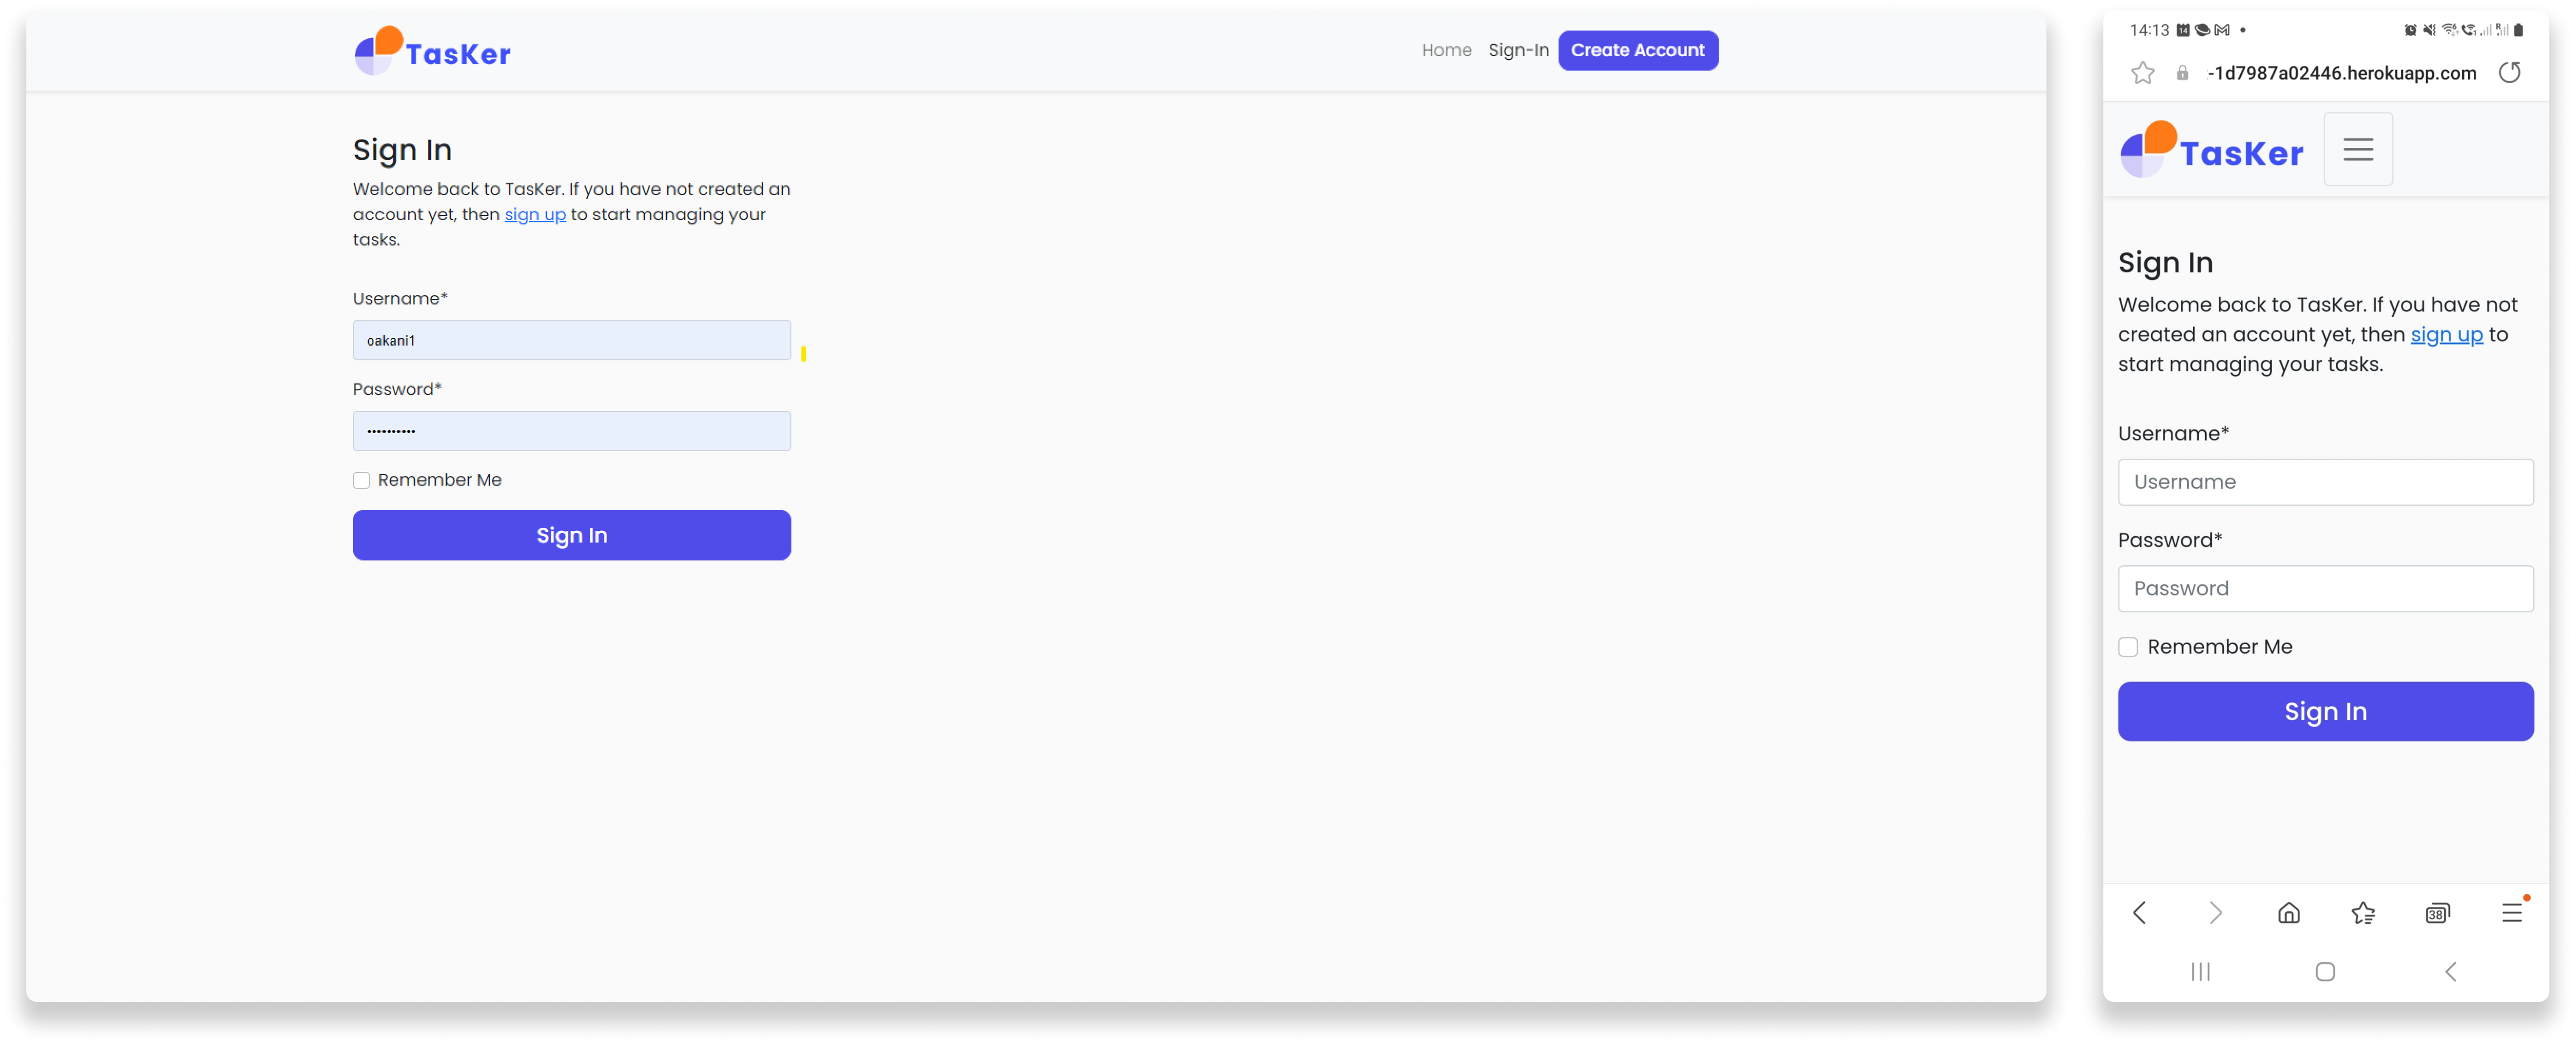 TasKer
Home Sign-In Create Account
Sign In
Welcome back to TasKer. If you have not created an
account yet, then sign up to start managing your
tasks.
Username*
oakani1
Password*
••••••••••
Remember Me
Sign In
14:13
-1d7987a02446.herokuapp.com
TasKer
Sign In
Welcome back to TasKer. If you have not
created an account yet, then sign up to
start managing your tasks.
Username*
Username
Password*
Password
Remember Me
Sign In
38